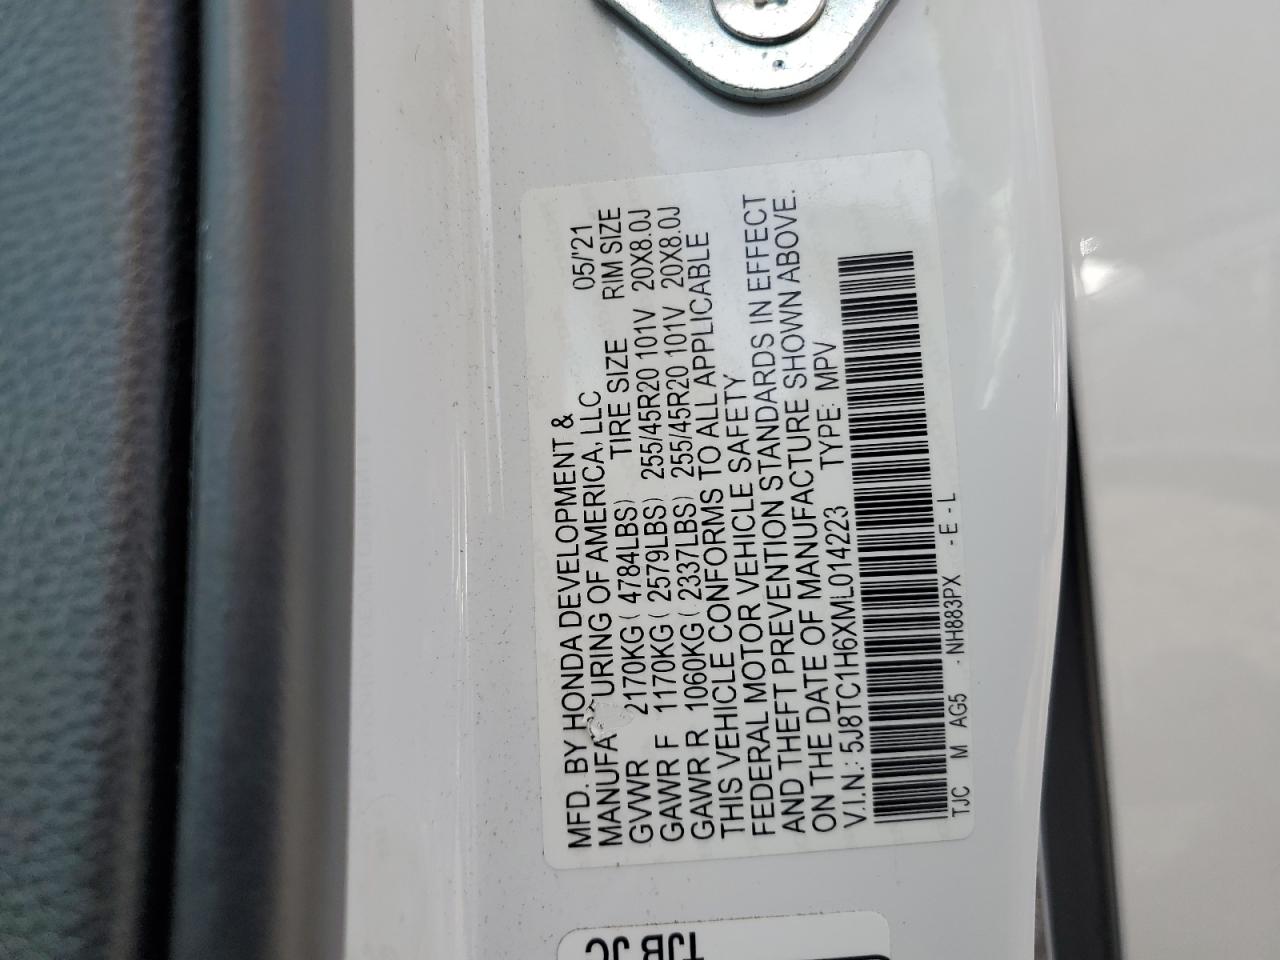 MFD. BY HONDA DEVELOPMENT & 05/'21
MANUFA URING OF AMERICA, LLC
TIRE SIZE RIM SIZE
GVWR 2170KG ( 4784LBS)
GAWR F 1170KG ( 2579LBS) 255/45R20 101V 20X8.0J
GAWR R 1060KG ( 2337LBS) 255/45R20 101V 20X8.0J
THIS VEHICLE CONFORMS TO ALL APPLICABLE
FEDERAL MOTOR VEHICLE SAFETY
AND THEFT PREVENTION STANDARDS IN EFFECT
ON THE DATE OF MANUFACTURE SHOWN ABOVE.
V.I.N.: 5J8TC1H6XML014223 TYPE: MPV
TJC M AG5 - NH883PX - E - L